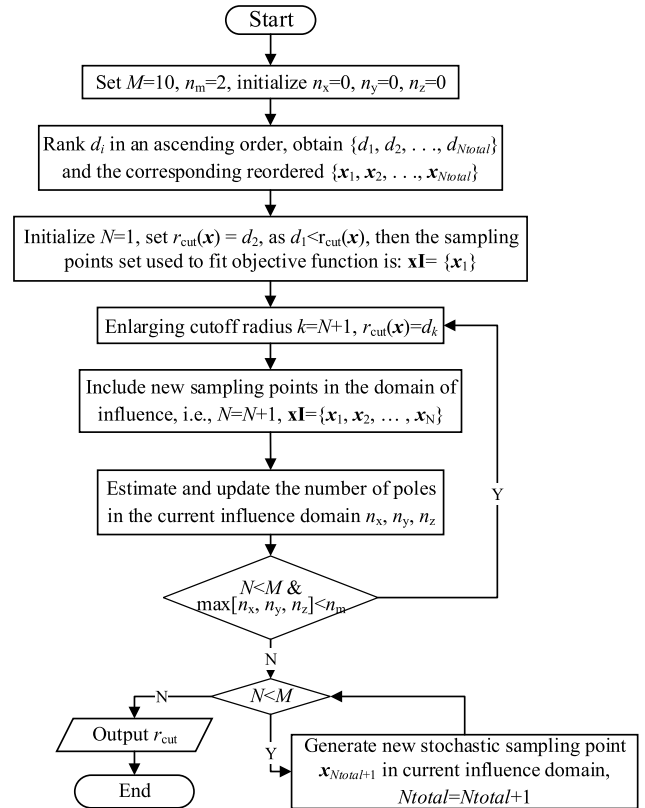 Start
Set M=10, nm=2, initialize nx=0, ny=0, nz=0
Rank di in an ascending order, obtain {d1, d2, . . ., dNtotal}
and the corresponding reordered {x1, x2, . . ., xNtotal}
Initialize N=1, set rcut(x) = d2, as d1<rcut(x), then the sampling
points set used to fit objective function is: xI= {x1}
Enlarging cutoff radius k=N+1, rcut(x)=dk
Include new sampling points in the domain of
influence, i.e., N=N+1, xI={x1, x2, … , xN}
Estimate and update the number of poles
in the current influence domain nx, ny, nz
Y
N<M &
max[nx, ny, nz]<nm
N
N<M
N
Output rcut
Y
Generate new stochastic sampling point
xNtotal+1 in current influence domain,
Ntotal=Ntotal+1
End